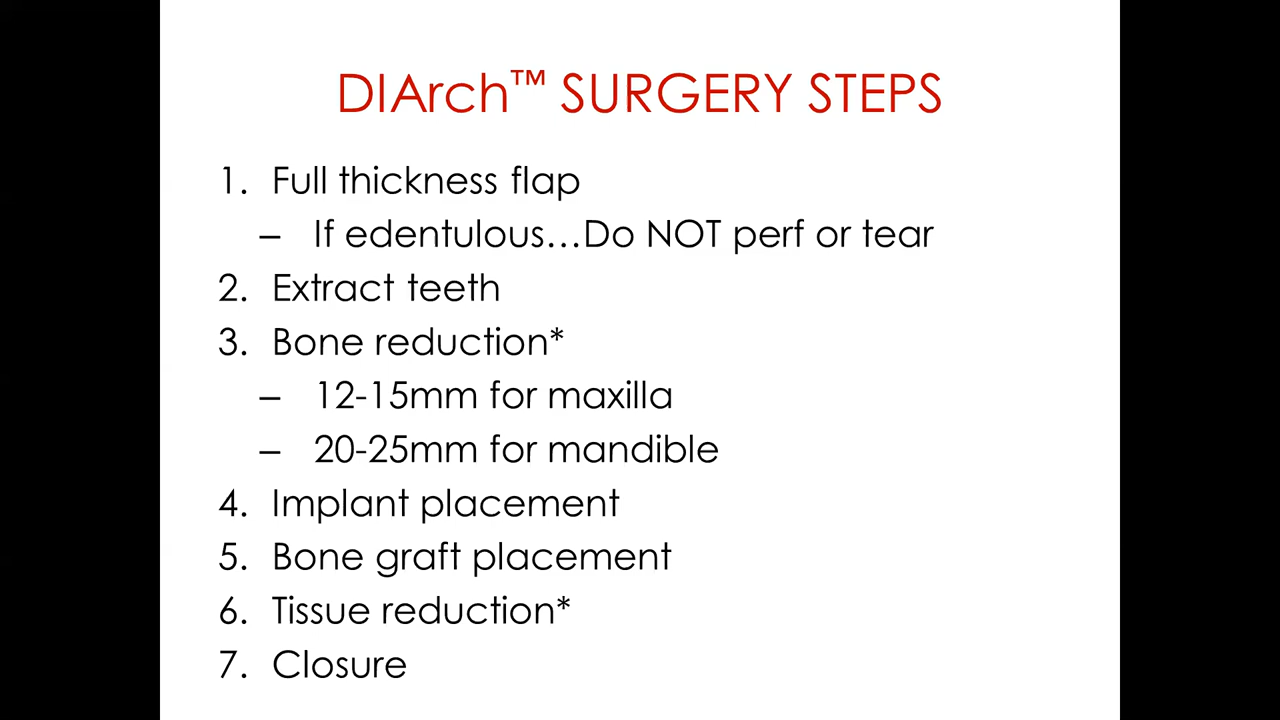 DIArch™ SURGERY STEPS
1. Full thickness flap
– If edentulous...Do NOT perf or tear
2. Extract teeth
3. Bone reduction*
– 12-15mm for maxilla
– 20-25mm for mandible
4. Implant placement
5. Bone graft placement
6. Tissue reduction*
7. Closure